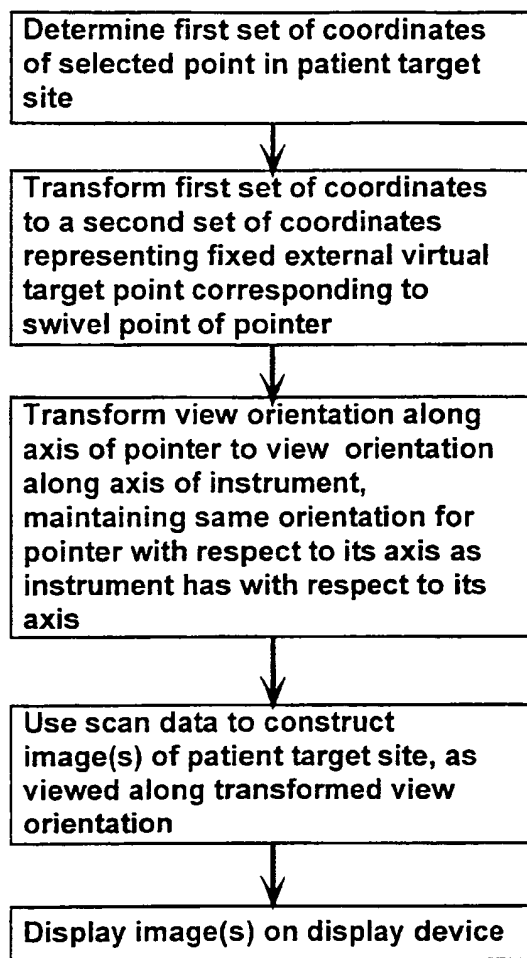 Determine first set of coordinates
of selected point in patient target
site
Transform first set of coordinates
to a second set of coordinates
representing fixed external virtual
target point corresponding to
swivel point of pointer
Transform view orientation along
axis of pointer to view orientation
along axis of instrument,
maintaining same orientation for
pointer with respect to its axis as
instrument has with respect to its
axis
Use scan data to construct
image(s) of patient target site, as
viewed along transformed view
orientation
Display image(s) on display device